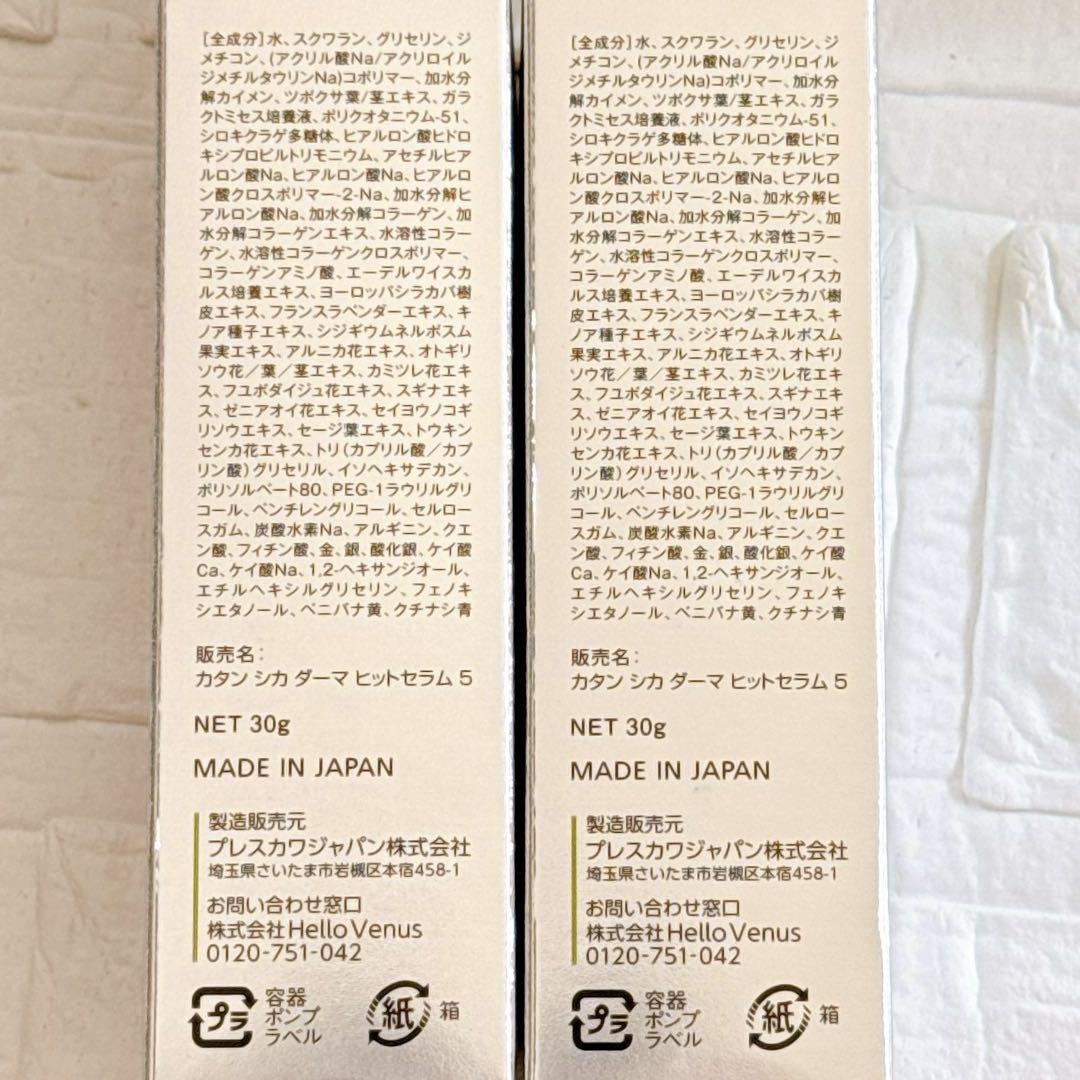 [全成分]水、スクワラン、グリセリン、ジ
メチコン、(アクリル酸Na/アクリロイル
ジメチルタウリンNa)コポリマー、加水分
解カイメン、ツボクサ葉/茎エキス、ガラ
クトミセス培養液、ポリクオタニウム-51、
シロキクラゲ多糖体、ヒアルロン酸ヒドロ
キシプロピルトリモニウム、アセチルヒア
ルロン酸Na、ヒアルロン酸Na、ヒアルロ
ン酸クロスポリマー-2-Na、加水分解ヒ
アルロン酸Na、加水分解コラーゲン、加
水分解コラーゲンエキス、水溶性コラー
ゲン、水溶性コラーゲンクロスポリマー、
コラーゲンアミノ酸、エーデルワイスカ
ルス培養エキス、ヨーロッパシラカバ樹
皮エキス、フランスラベンダーエキス、キ
ノア種子エキス、シジギウムネルボスム
果実エキス、アルニカ花エキス、オトギリ
ソウ花/葉/茎エキス、カミツレ花エキ
ス、フユボダイジュ花エキス、スギナエキ
ス、ゼニアオイ花エキス、セイヨウノコギ
リソウエキス、セージ葉エキス、トウキン
センカ花エキス、トリ(カプリル酸/カプ
リン酸)グリセリル、イソヘキサデカン、
ポリソルベート80、PEG-1ラウリルグリ
コール、ペンチレングリコール、セルロー
スガム、炭酸水素Na、アルギニン、クエ
ン酸、フィチン酸、金、銀、酸化銀、ケイ酸
Ca、ケイ酸Na、1,2-ヘキサンジオール、
エチルヘキシルグリセリン、フェノキ
シエタノール、ベニバナ黄、クチナシ青
販売名:
カタン シカ ダーマ ヒットセラム 5
NET 30g
MADE IN JAPAN
製造販売元
プレスカワジャパン株式会社
埼玉県さいたま市岩槻区本宿458-1
お問い合わせ窓口
株式会社Hello Venus
0120-751-042
プラ
容器
ポンプ
ラベル
紙
箱
[全成分]水、スクワラン、グリセリン、ジ
メチコン、(アクリル酸Na/アクリロイル
ジメチルタウリンNa)コポリマー、加水分
解カイメン、ツボクサ葉/茎エキス、ガラ
クトミセス培養液、ポリクオタニウム-51、
シロキクラゲ多糖体、ヒアルロン酸ヒドロ
キシプロピルトリモニウム、アセチルヒア
ルロン酸Na、ヒアルロン酸Na、ヒアルロ
ン酸クロスポリマー-2-Na、加水分解ヒ
アルロン酸Na、加水分解コラーゲン、加
水分解コラーゲンエキス、水溶性コラー
ゲン、水溶性コラーゲンクロスポリマー、
コラーゲンアミノ酸、エーデルワイスカ
ルス培養エキス、ヨーロッパシラカバ樹
皮エキス、フランスラベンダーエキス、キ
ノア種子エキス、シジギウムネルボスム
果実エキス、アルニカ花エキス、オトギリ
ソウ花/葉/茎エキス、カミツレ花エキ
ス、フユボダイジュ花エキス、スギナエキ
ス、ゼニアオイ花エキス、セイヨウノコギ
リソウエキス、セージ葉エキス、トウキン
センカ花エキス、トリ(カプリル酸/カプ
リン酸)グリセリル、イソヘキサデカン、
ポリソルベート80、PEG-1ラウリルグリ
コール、ペンチレングリコール、セルロー
スガム、炭酸水素Na、アルギニン、クエ
ン酸、フィチン酸、金、銀、酸化銀、ケイ酸
Ca、ケイ酸Na、1,2-ヘキサンジオール、
エチルヘキシルグリセリン、フェノキ
シエタノール、ベニバナ黄、クチナシ青
販売名:
カタン シカ ダーマ ヒットセラム 5
NET 30g
MADE IN JAPAN
製造販売元
プレスカワジャパン株式会社
埼玉県さいたま市岩槻区本宿458-1
お問い合わせ窓口
株式会社Hello Venus
0120-751-042
プラ
容器
ポンプ
ラベル
紙
箱